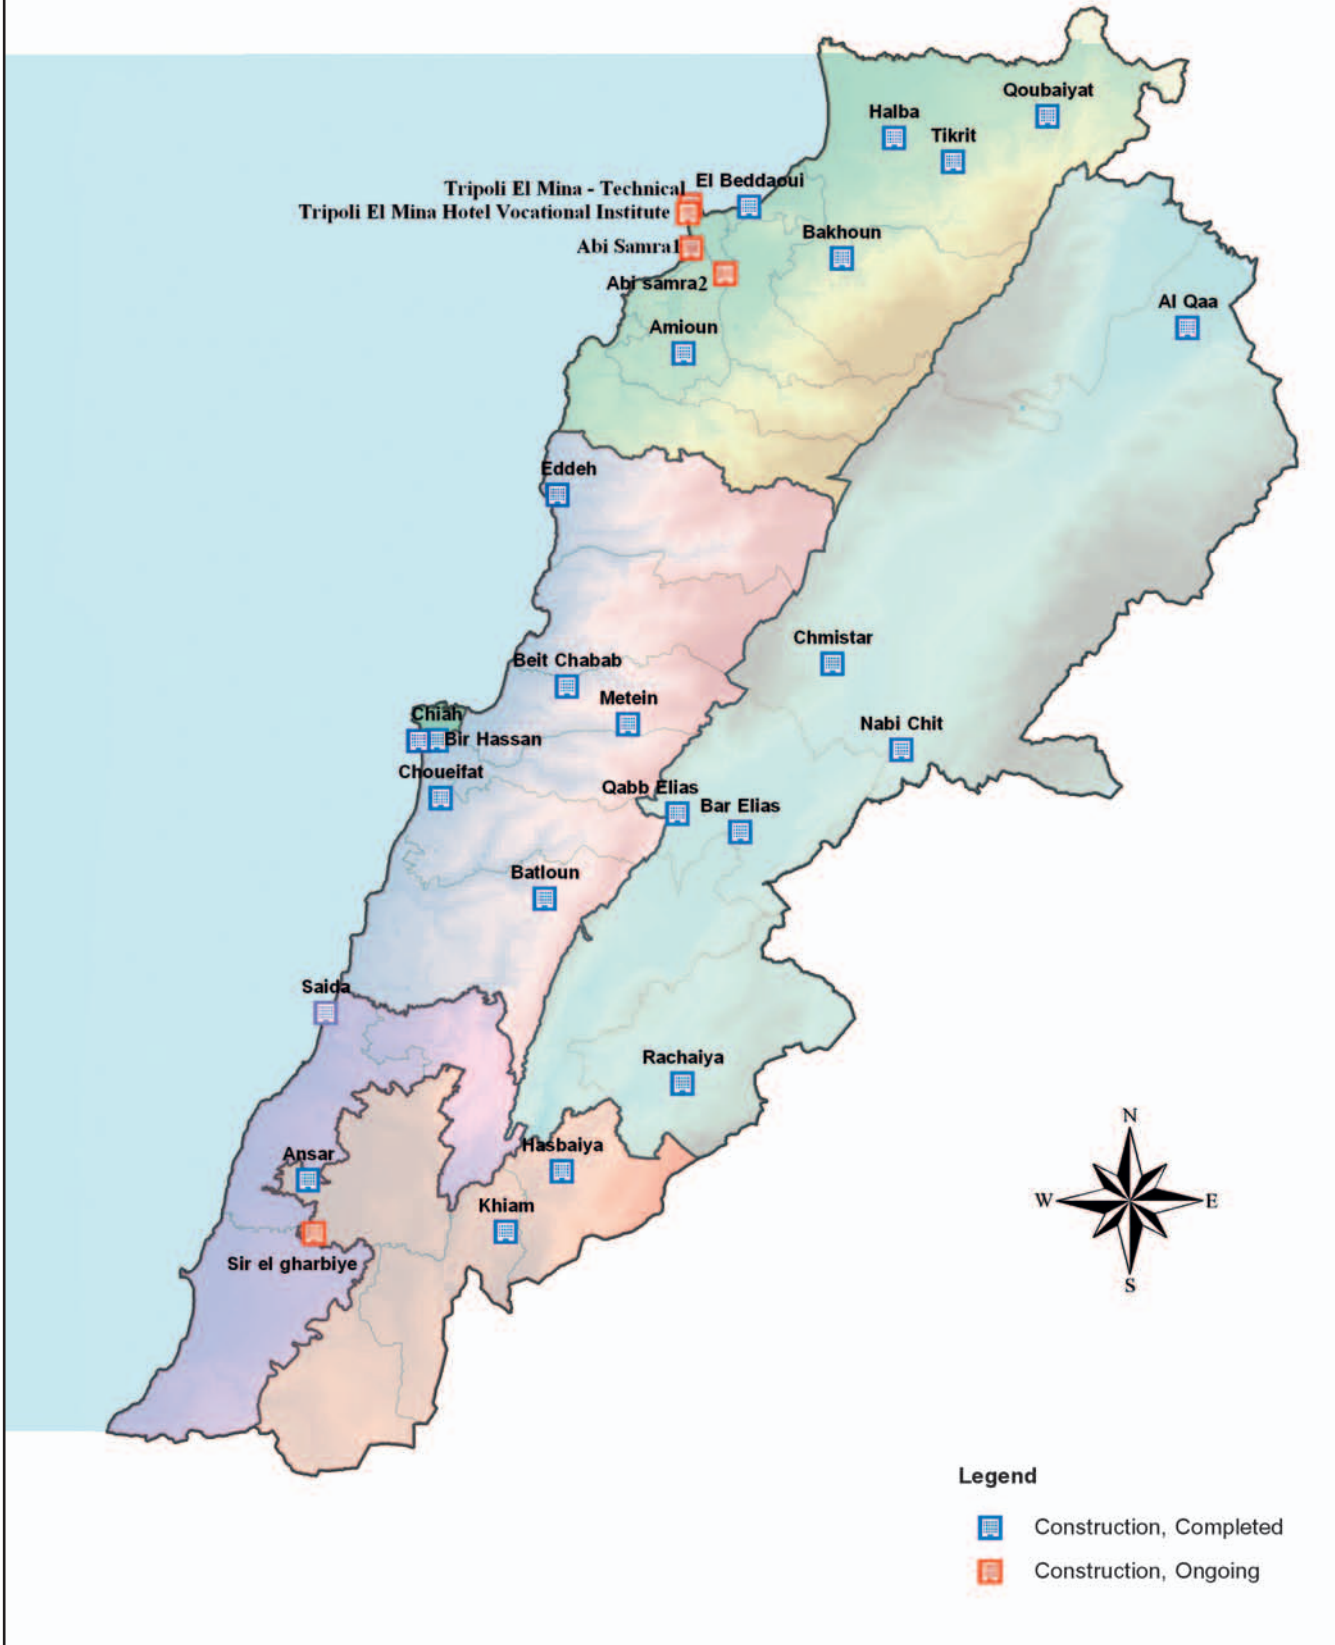 Qoubaiyat
Halba
Tikrit
El Beddaoui
Tripoli El Mina - Technical
Tripoli El Mina Hotel Vocational Institute
Bakhoun
Abi Samra1
Abi samra2
Al Qaa
Amioun
Eddeh
Chmistar
Beit Chabab
Metein
Chiah
Nabi Chit
Bir Hassan
Choueifat
Qabb Elias
Bar Elias
Batloun
Saida
Rachaiya
Hasbaiya
Ansar
Khiam
Sir el gharbiye
N
W
E
S
Legend
Construction, Completed
Construction, Ongoing